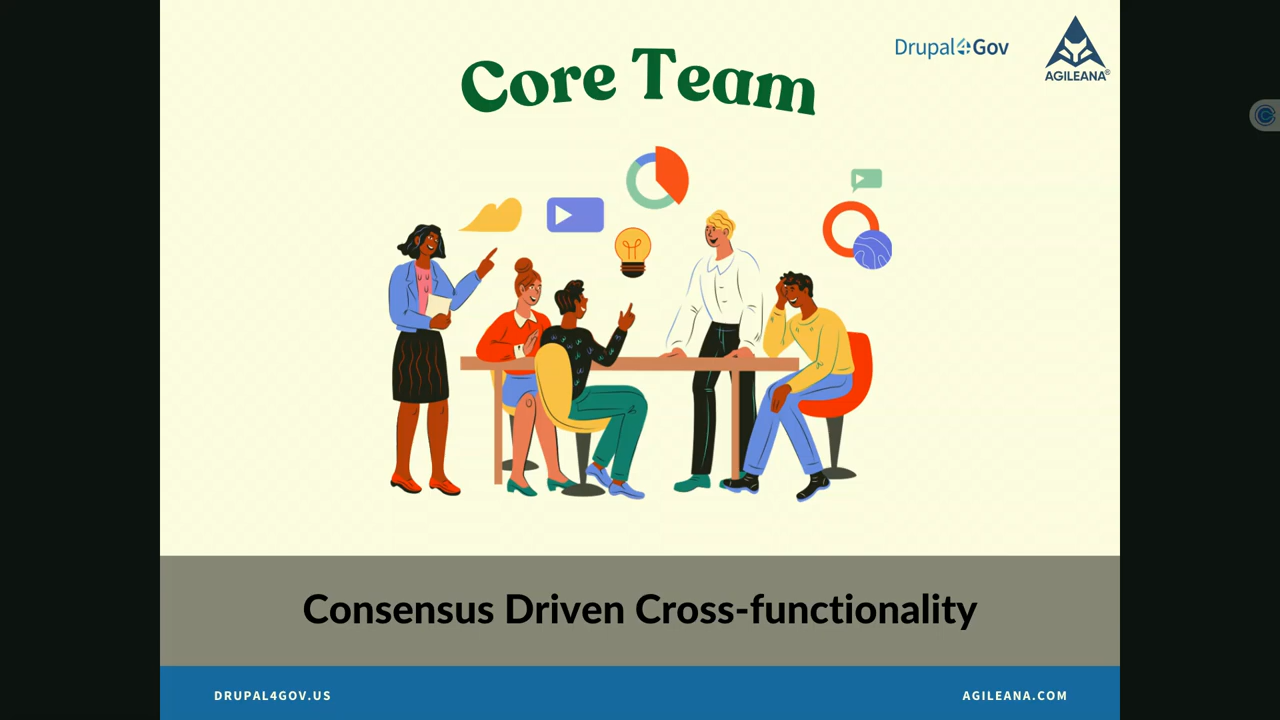 Drupal4Gov
AGILEANA®
Core Team
Consensus Driven Cross-functionality
DRUPAL4GOV.US
AGILEANA.COM